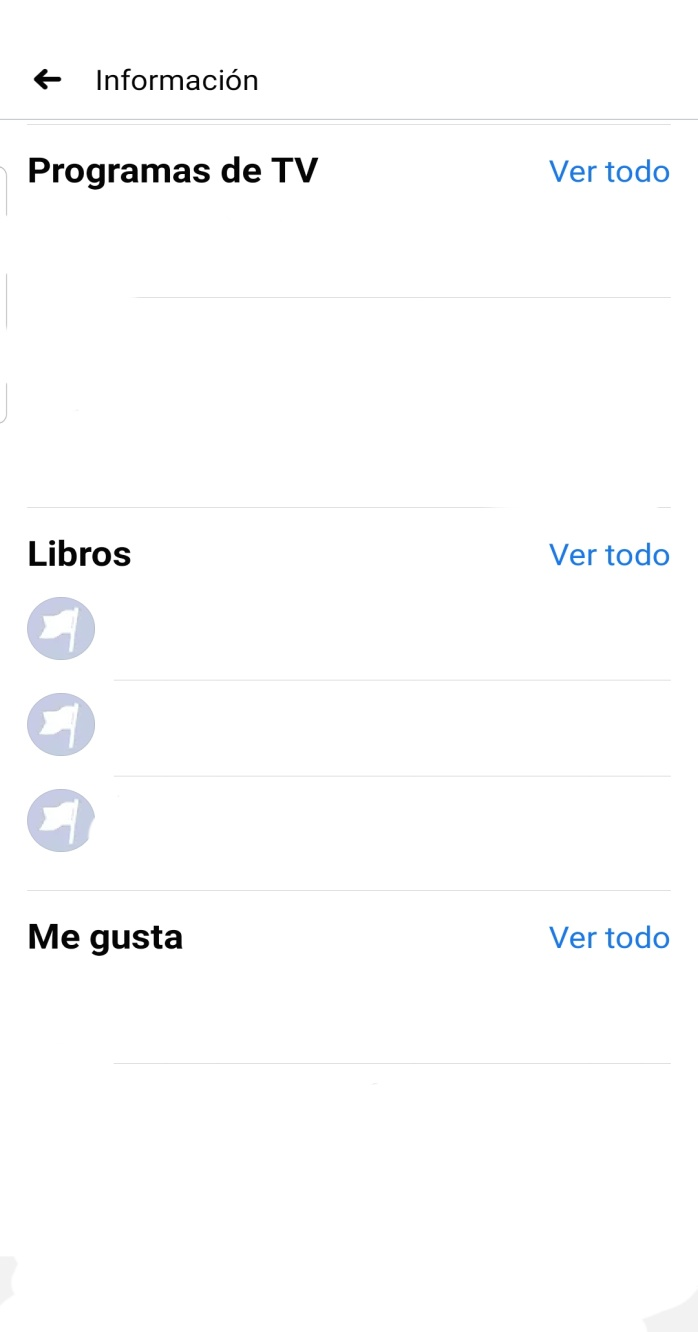 Información
Programas de TV
Ver todo
Libros
Ver todo
Me gusta
Ver todo